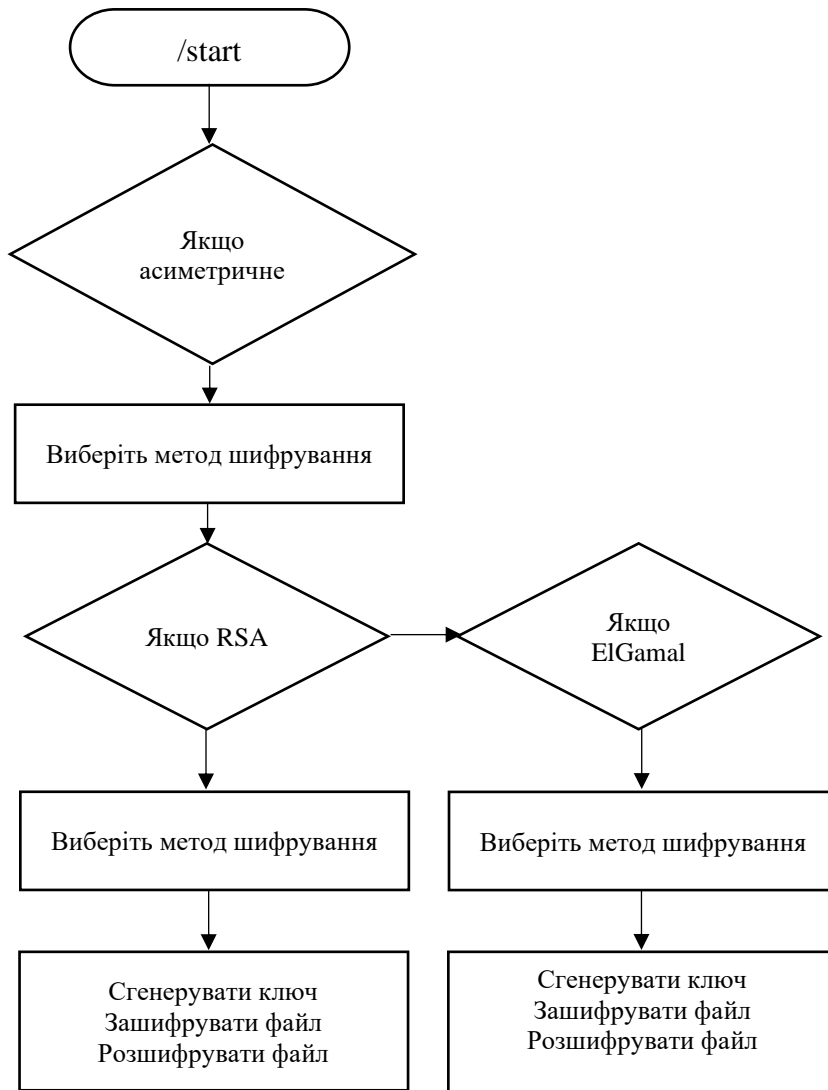 /start
Якщо
асиметричне
Виберіть метод шифрування
Якщо RSA
Якщо
ElGamal
Виберіть метод шифрування
Виберіть метод шифрування
Сгенерувати ключ
Зашифрувати файл
Розшифрувати файл
Сгенерувати ключ
Зашифрувати файл
Розшифрувати файл